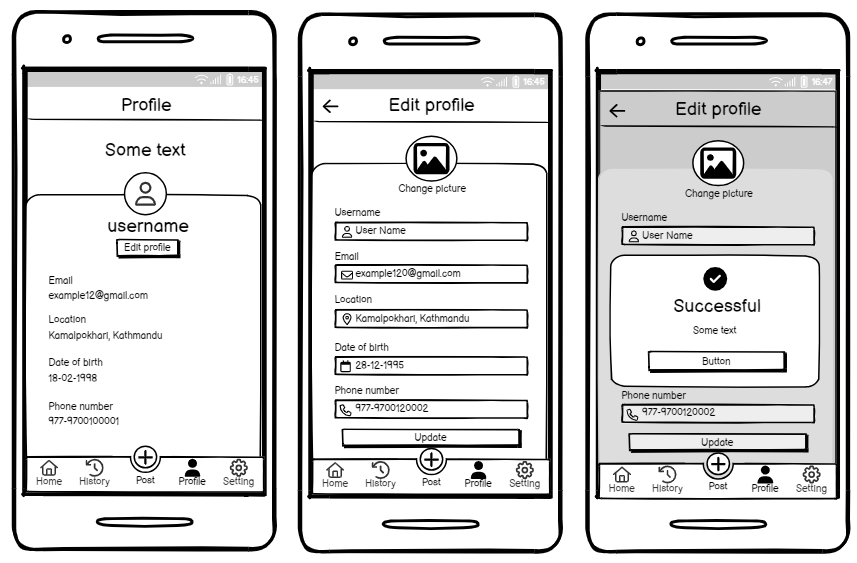 16:45
Profile
Some text
username
Edit profile
Email
example12@gmail.com
Location
Kamalpokhari, Kathmandu
Date of birth
18-02-1998
Phone number
977-9700100001
Home History Post Profile Setting
16:45
Edit profile
Change picture
Username
User Name
Email
example120@gmail.com
Location
Kamalpokhari, Kathmandu
Date of birth
28-12-1995
Phone number
977-9700120002
Update
Home History Post Profile Setting
16:47
Edit profile
Change picture
Username
User Name
Successful
Some text
Button
Phone number
977-9700120002
Update
Home History Post Profile Setting